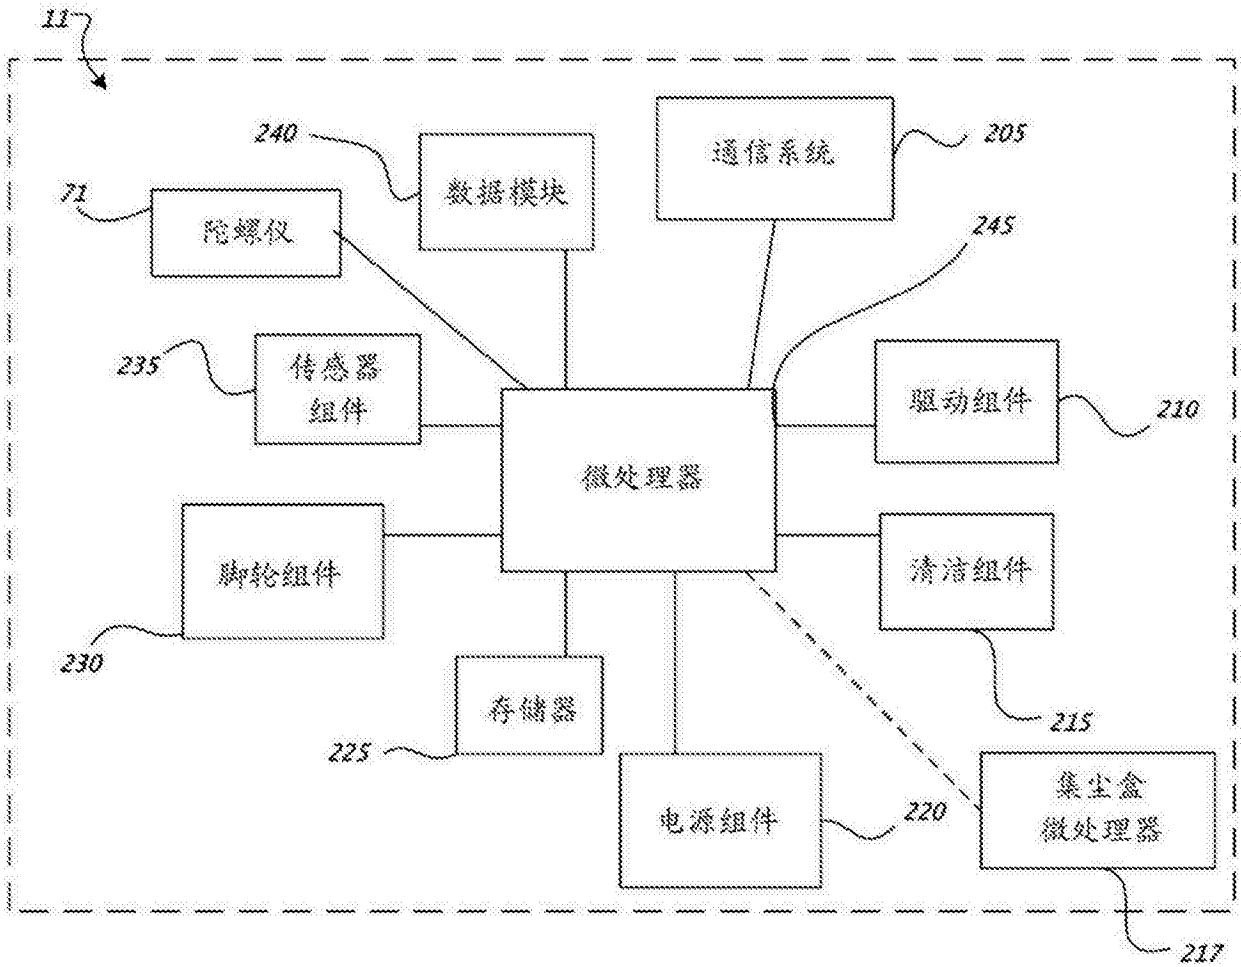 11
240
数据模块
通信系统
205
71
陀螺仪
245
235
传感器
组件
驱动组件
210
微处理器
脚轮组件
230
清洁组件
215
存储器
225
电源组件
220
集尘盒
微处理器
217